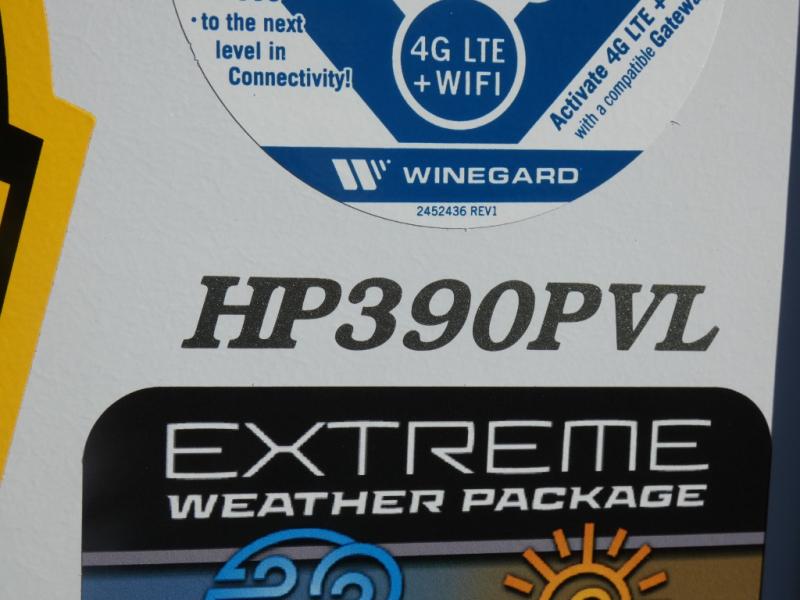 • to the next
level in
Connectivity!
4G LTE
+WIFI
Activate 4G LTE +
with a compatible Gateway
WINEGARD
2452436 REV1
HP390PVL
EXTREME
WEATHER PACKAGE